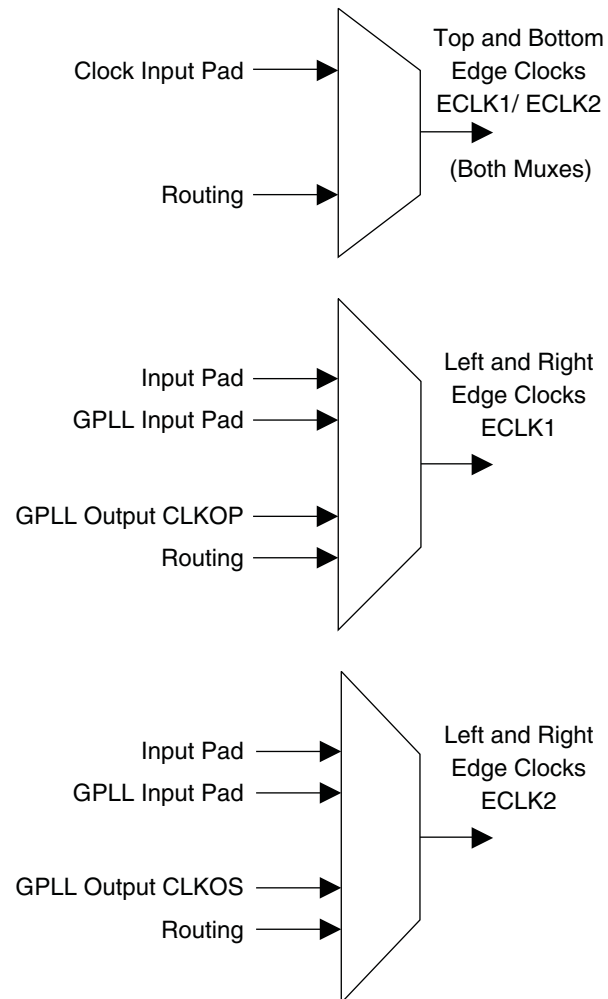 Clock Input Pad
Routing
Top and Bottom
Edge Clocks
ECLK1/ ECLK2
(Both Muxes)
Input Pad
GPLL Input Pad
GPLL Output CLKOP
Routing
Left and Right
Edge Clocks
ECLK1
Input Pad
GPLL Input Pad
GPLL Output CLKOS
Routing
Left and Right
Edge Clocks
ECLK2